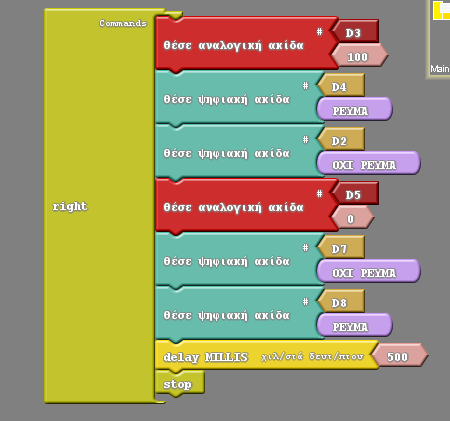 Commands
θέσε αναλογική ακίδα # D3
100
θέσε ψηφιακή ακίδα # D4
ΡΕΥΜΑ
θέσε ψηφιακή ακίδα # D2
ΟΧΙ ΡΕΥΜΑ
right
θέσε αναλογική ακίδα # D5
0
θέσε ψηφιακή ακίδα # D7
ΟΧΙ ΡΕΥΜΑ
θέσε ψηφιακή ακίδα # D8
ΡΕΥΜΑ
delay MILLIS χιλ/στά δευτ/πτου 500
stop
Main